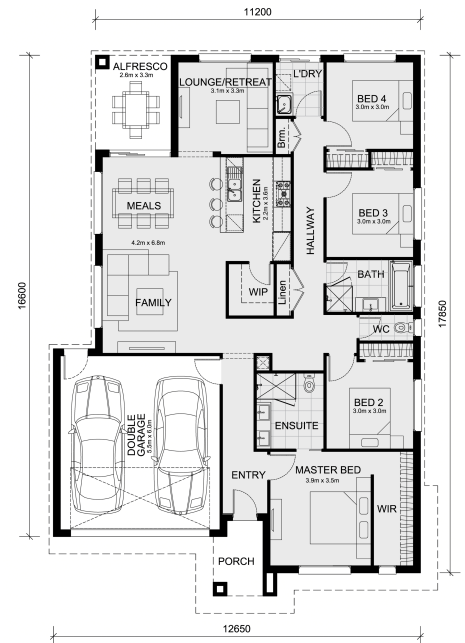 11200
ALFRESCO
2.6m x 3.3m
LOUNGE/RETREAT
3.1m x 3.3m
L'DRY
BED 4
3.0m x 3.0m
Brm.
MEALS
4.2m x 6.8m
KITCHEN
2.2m x 3.6m
HALLWAY
BED 3
3.0m x 3.0m
FAMILY
WIP
Linen
BATH
WC
16600
17850
DOUBLE
GARAGE
5.5m x 6.0m
BED 2
3.0m x 3.0m
ENSUITE
ENTRY
MASTER BED
3.9m x 3.5m
WIR
PORCH
12650